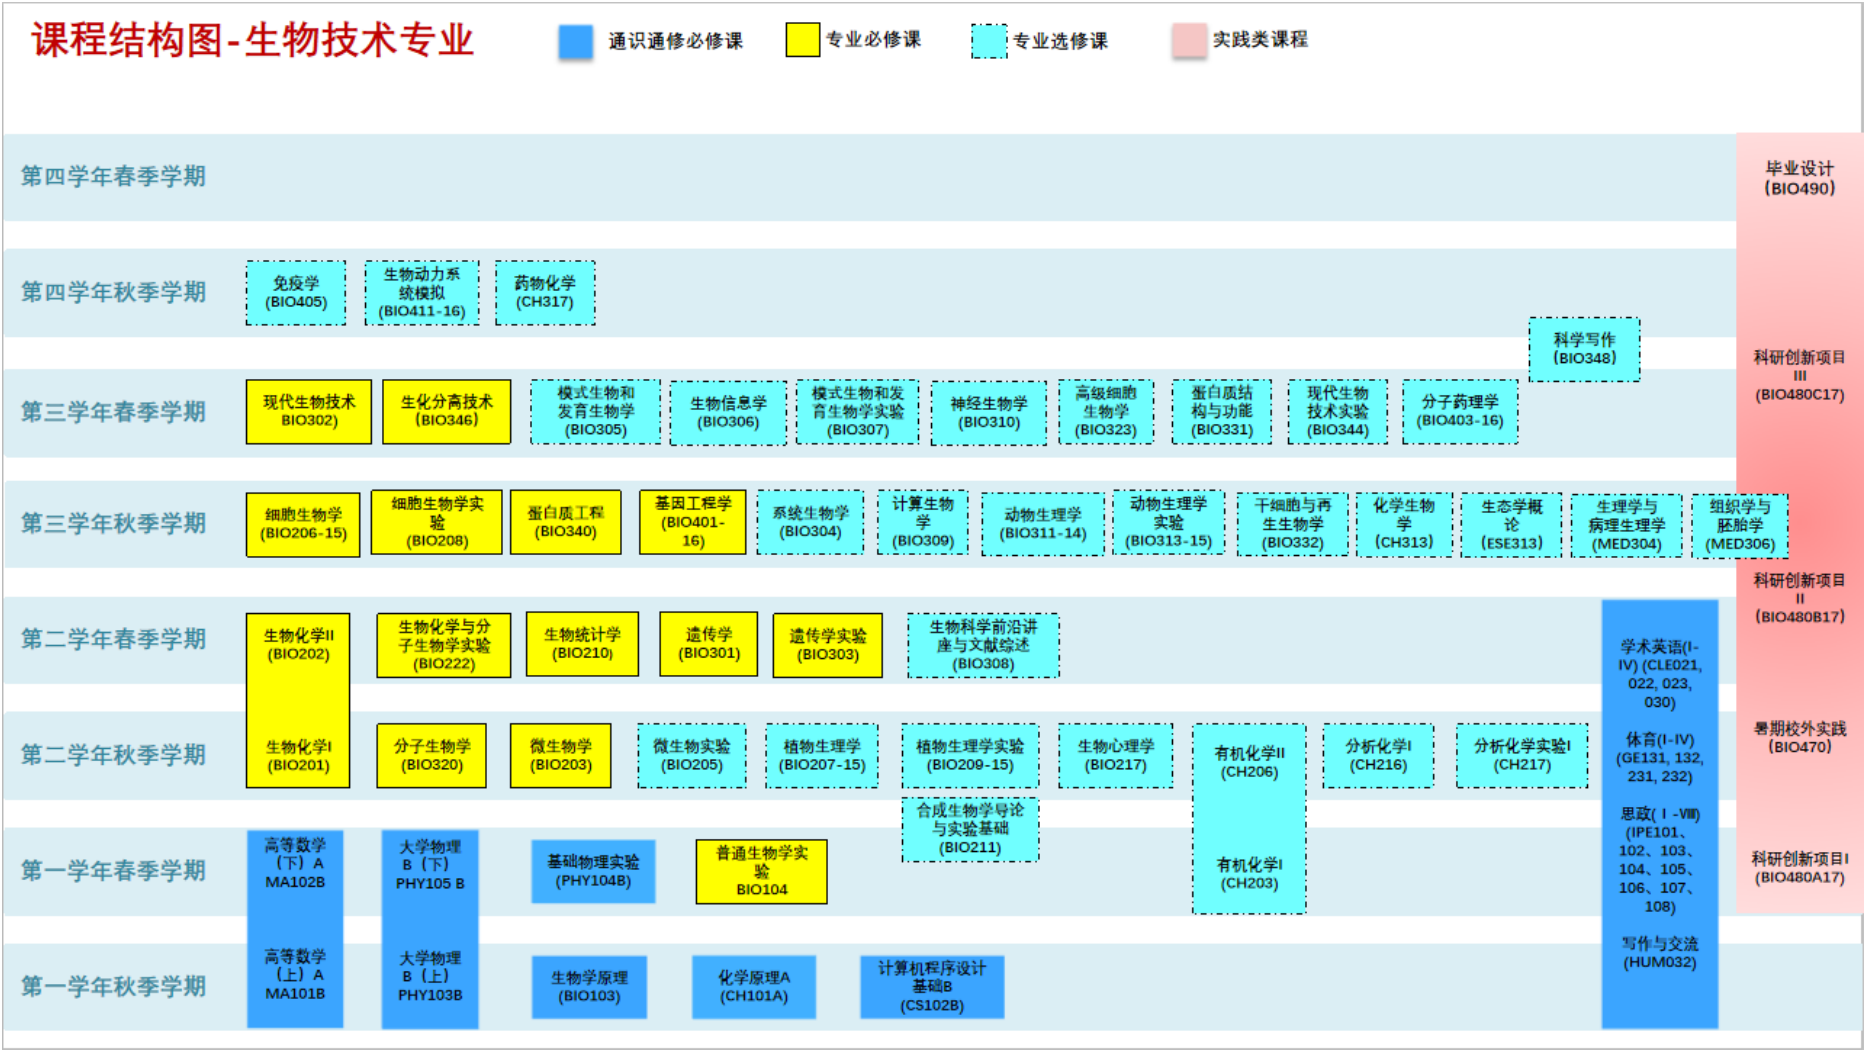 课程结构图-生物技术专业
通识通修必修课
专业必修课
专业选修课
实践类课程
第四学年春季学期
毕业设计
(BIO490)
第四学年秋季学期
免疫学
(BIO405)
生物动力系
统模拟
(BIO411-16)
药物化学
(CH317)
科学写作
(BIO348)
科研创新项目
III
(BIO480C17)
第三学年春季学期
现代生物技术
BIO302)
生化分离技术
(BIO346)
模式生物和
发育生物学
(BIO305)
生物信息学
(BIO306)
模式生物和发
育生物学实验
(BIO307)
神经生物学
(BIO310)
高级细胞
生物学
(BIO323)
蛋白质结
构与功能
(BIO331)
现代生物
技术实验
(BIO344)
分子药理学
(BIO403-16)
第三学年秋季学期
细胞生物学
(BIO206-15)
细胞生物学实
验
(BIO208)
蛋白质工程
(BIO340)
基因工程学
(BIO401-
16)
系统生物学
(BIO304)
计算生物
学
(BIO309)
动物生理学
(BIO311-14)
动物生理学
实验
(BIO313-15)
干细胞与再
生生物学
(BIO332)
化学生物
学
(CH313)
生态学概
论
(ESE313)
生理学与
病理生理学
(MED304)
组织学与
胚胎学
(MED306)
科研创新项目
II
(BIO480B17)
第二学年春季学期
生物化学II
(BIO202)
生物化学与分
子生物学实验
(BIO222)
生物统计学
(BIO210)
遗传学
(BIO301)
遗传学实验
(BIO303)
生物科学前沿讲
座与文献综述
(BIO308)
学术英语(I-
IV) (CLE021,
022, 023,
030)
体育(I-IV)
(GE131, 132,
231, 232)
思政(Ⅰ-Ⅷ)
(IPE101、
102、103、
104、105、
106、107、
108)
写作与交流
(HUM032)
第二学年秋季学期
生物化学I
(BIO201)
分子生物学
(BIO320)
微生物学
(BIO203)
微生物实验
(BIO205)
植物生理学
(BIO207-15)
植物生理学实验
(BIO209-15)
生物心理学
(BIO217)
有机化学II
(CH206)
分析化学I
(CH216)
分析化学实验I
(CH217)
暑期校外实践
(BIO470)
合成生物学导论
与实验基础
(BIO211)
第一学年春季学期
高等数学
（下）A
MA102B
大学物理
B（下）
PHY105 B
基础物理实验
(PHY104B)
普通生物学实
验
BIO104
有机化学I
(CH203)
科研创新项目I
(BIO480A17)
第一学年秋季学期
高等数学
（上）A
MA101B
大学物理
B（上）
PHY103B
生物学原理
(BIO103)
化学原理A
(CH101A)
计算机程序设计
基础B
(CS102B)